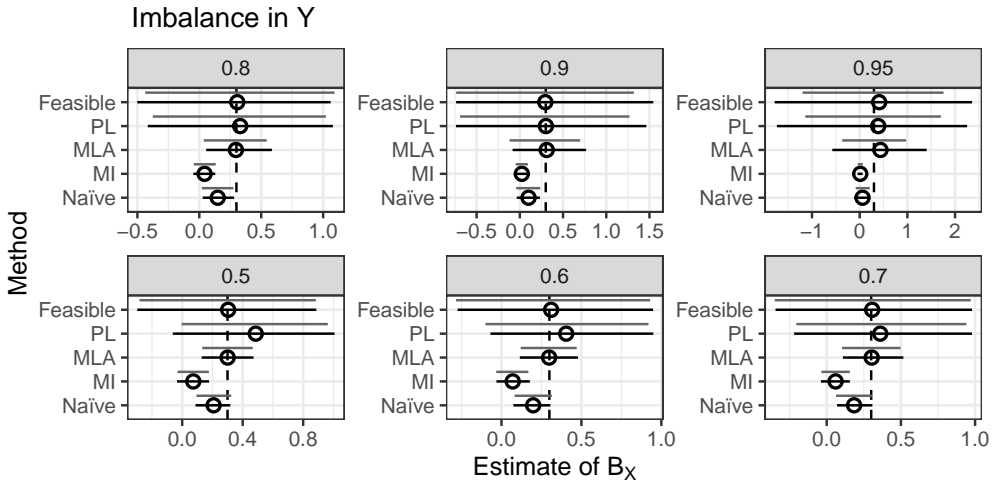 Imbalance in Y
Method
0.8
Feasible
PL
MLA
MI
Naïve
−0.5 0.0 0.5 1.0
0.9
Feasible
PL
MLA
MI
Naïve
−0.5 0.0 0.5 1.0 1.5
0.95
Feasible
PL
MLA
MI
Naïve
−1 0 1 2
0.5
Feasible
PL
MLA
MI
Naïve
0.0 0.4 0.8
0.6
Feasible
PL
MLA
MI
Naïve
0.0 0.5 1.0
0.7
Feasible
PL
MLA
MI
Naïve
0.0 0.5 1.0
Estimate of B_X